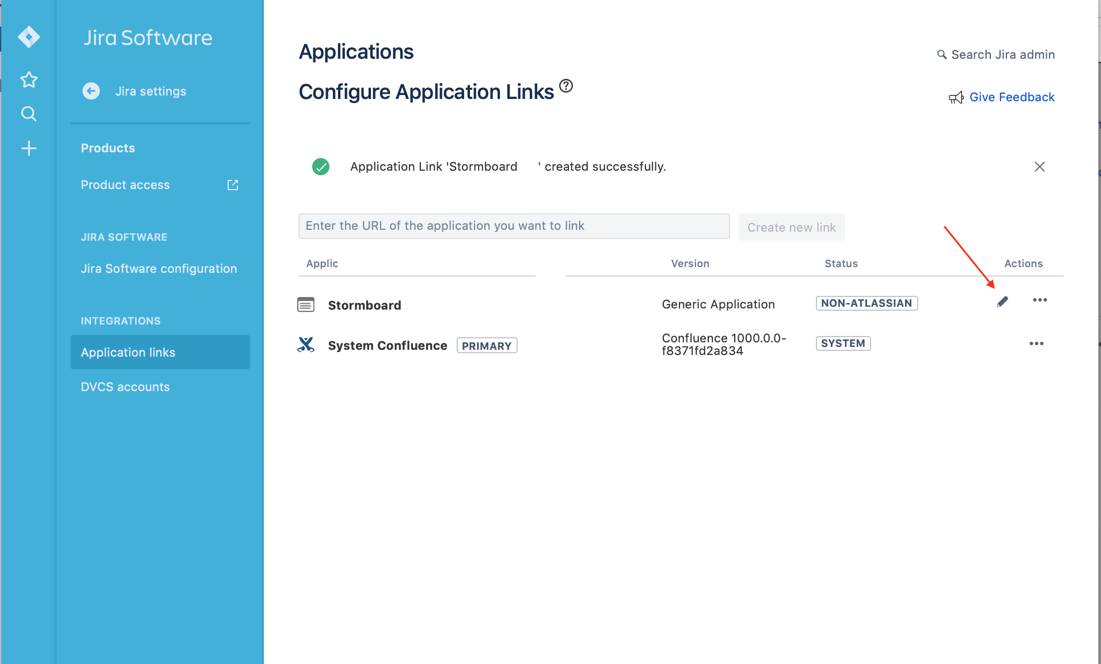 Jira Software
Jira settings
Products
Product access
JIRA SOFTWARE
Jira Software configuration
INTEGRATIONS
Application links
DVCS accounts
Applications
Search Jira admin
Configure Application Links ?
Give Feedback
Application Link 'Stormboard ' created successfully.
Enter the URL of the application you want to link
Create new link
Applic Version Status Actions
Stormboard Generic Application NON-ATLASSIAN
System Confluence PRIMARY Confluence 1000.0.0- SYSTEM
f8371fd2a834